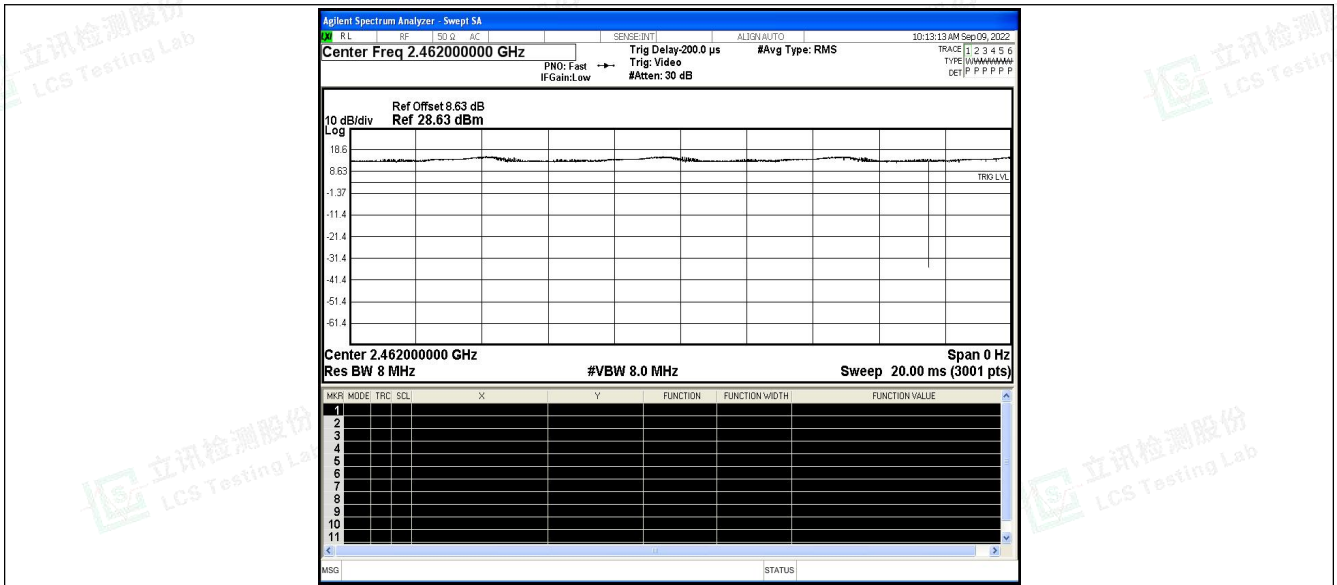 Agilent Spectrum Analyzer - Swept SA
LXI RL RF 50 Ω AC SENSE:INT ALIGN AUTO 10:13:13 AM Sep 09, 2022
Center Freq 2.462000000 GHz
PNO: Fast
IFGain:Low
Trig Delay-200.0 µs
Trig: Video
#Atten: 30 dB
#Avg Type: RMS
TRACE 1 2 3 4 5 6
TYPE
DET P P P P P P
Ref Offset 8.63 dB
10 dB/div Ref 28.63 dBm
Log
18.6
8.63
TRIG LVL
-1.37
-11.4
-21.4
-31.4
-41.4
-51.4
-61.4
Center 2.462000000 GHz Span 0 Hz
Res BW 8 MHz #VBW 8.0 MHz Sweep 20.00 ms (3001 pts)
MKR MODE TRC SCL X Y FUNCTION FUNCTION WIDTH FUNCTION VALUE
1
2
3
4
5
6
7
8
9
10
11
MSG STATUS
立讯检测股份
LCS Testing Lab
立讯检测股份
LCS Testing Lab
立讯检测股份
LCS Testing Lab